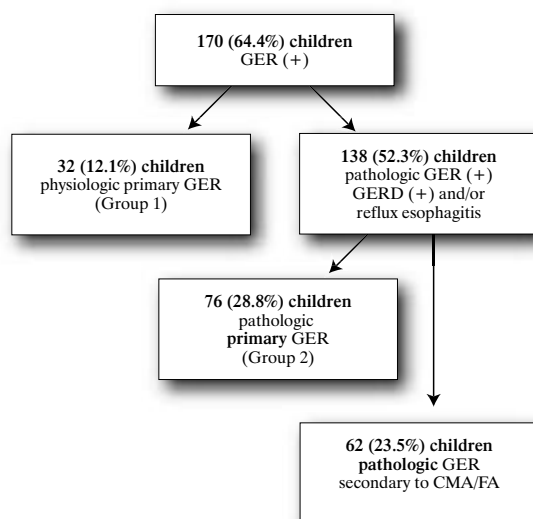 170 (64.4%) children
GER (+)
32 (12.1%) children
physiologic primary GER
(Group 1)
138 (52.3%) children
pathologic GER (+)
GERD (+) and/or
reflux esophagitis
76 (28.8%) children
pathologic
primary GER
(Group 2)
62 (23.5%) children
pathologic GER
secondary to CMA/FA